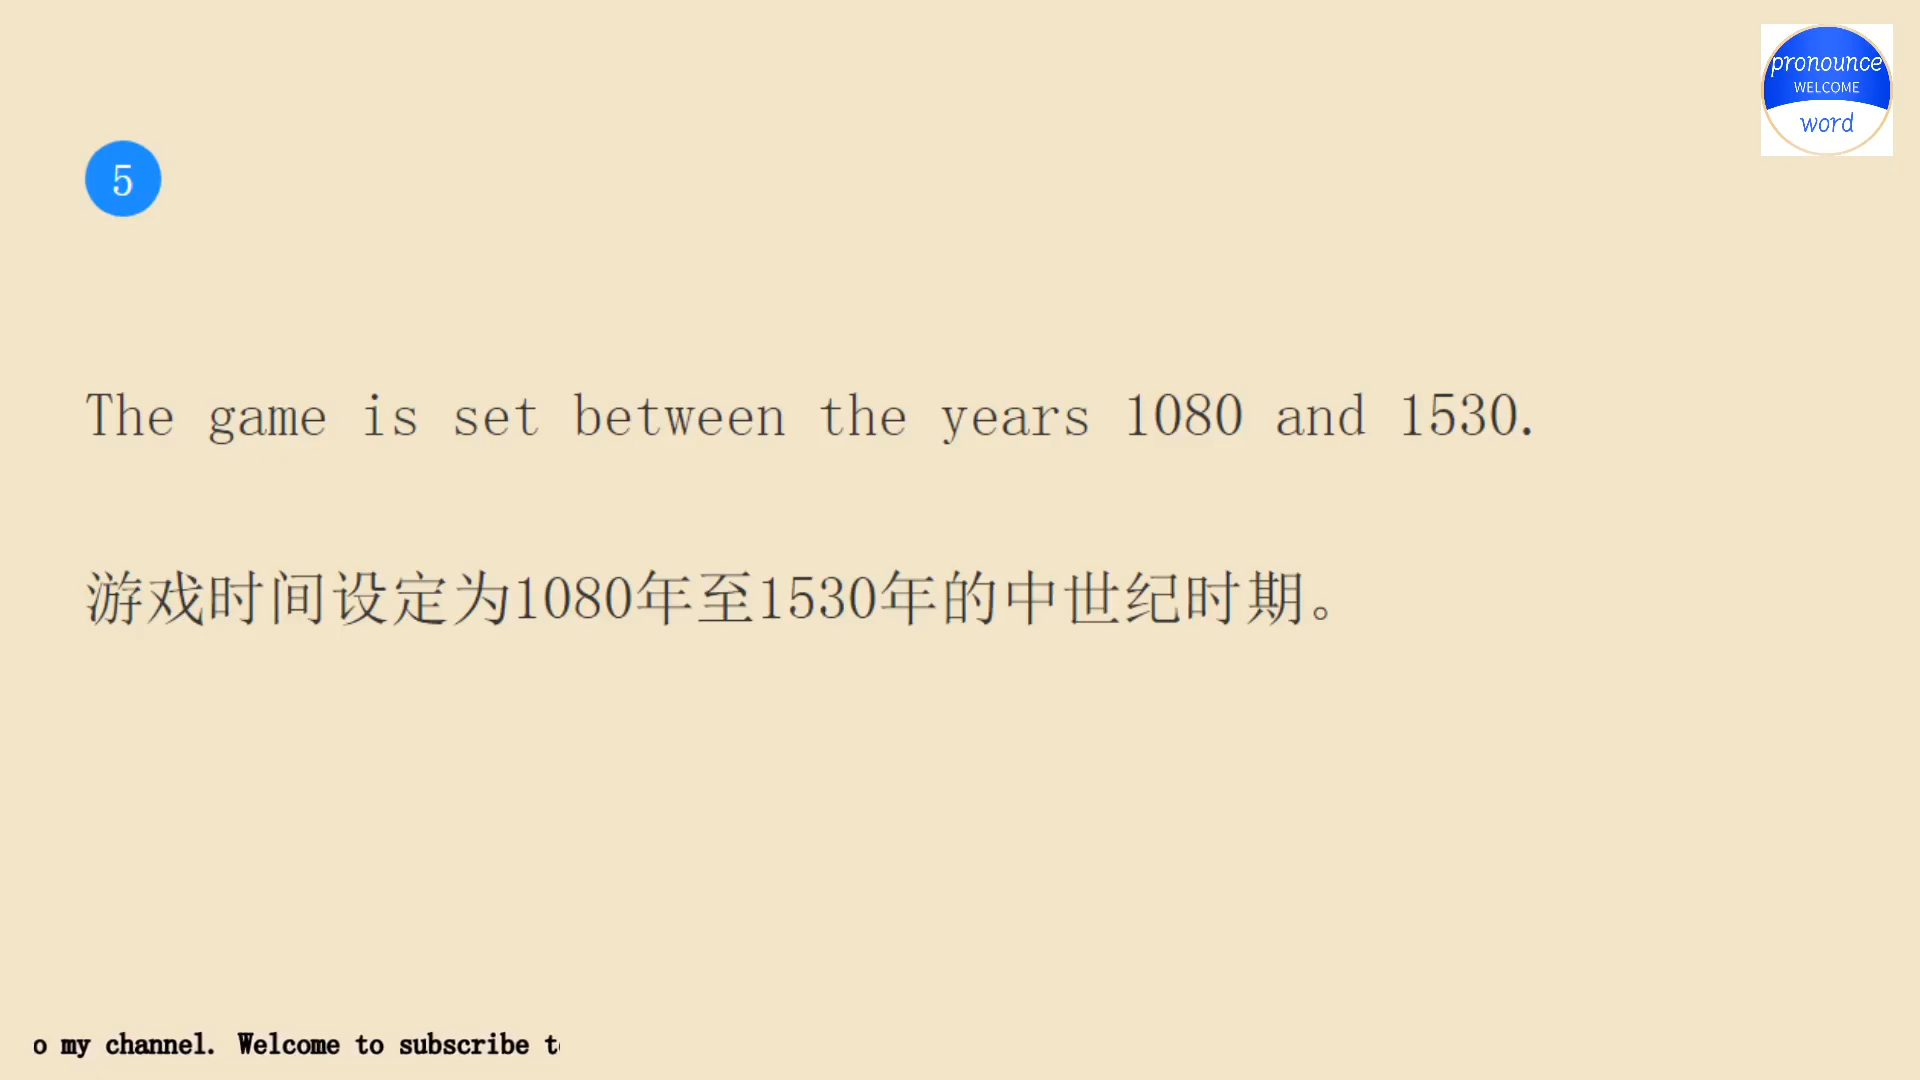 pronounce
WELCOME
word
5
The game is set between the years 1080 and 1530.
游戏时间设定为1080年至1530年的中世纪时期。
o my channel. Welcome to subscribe t